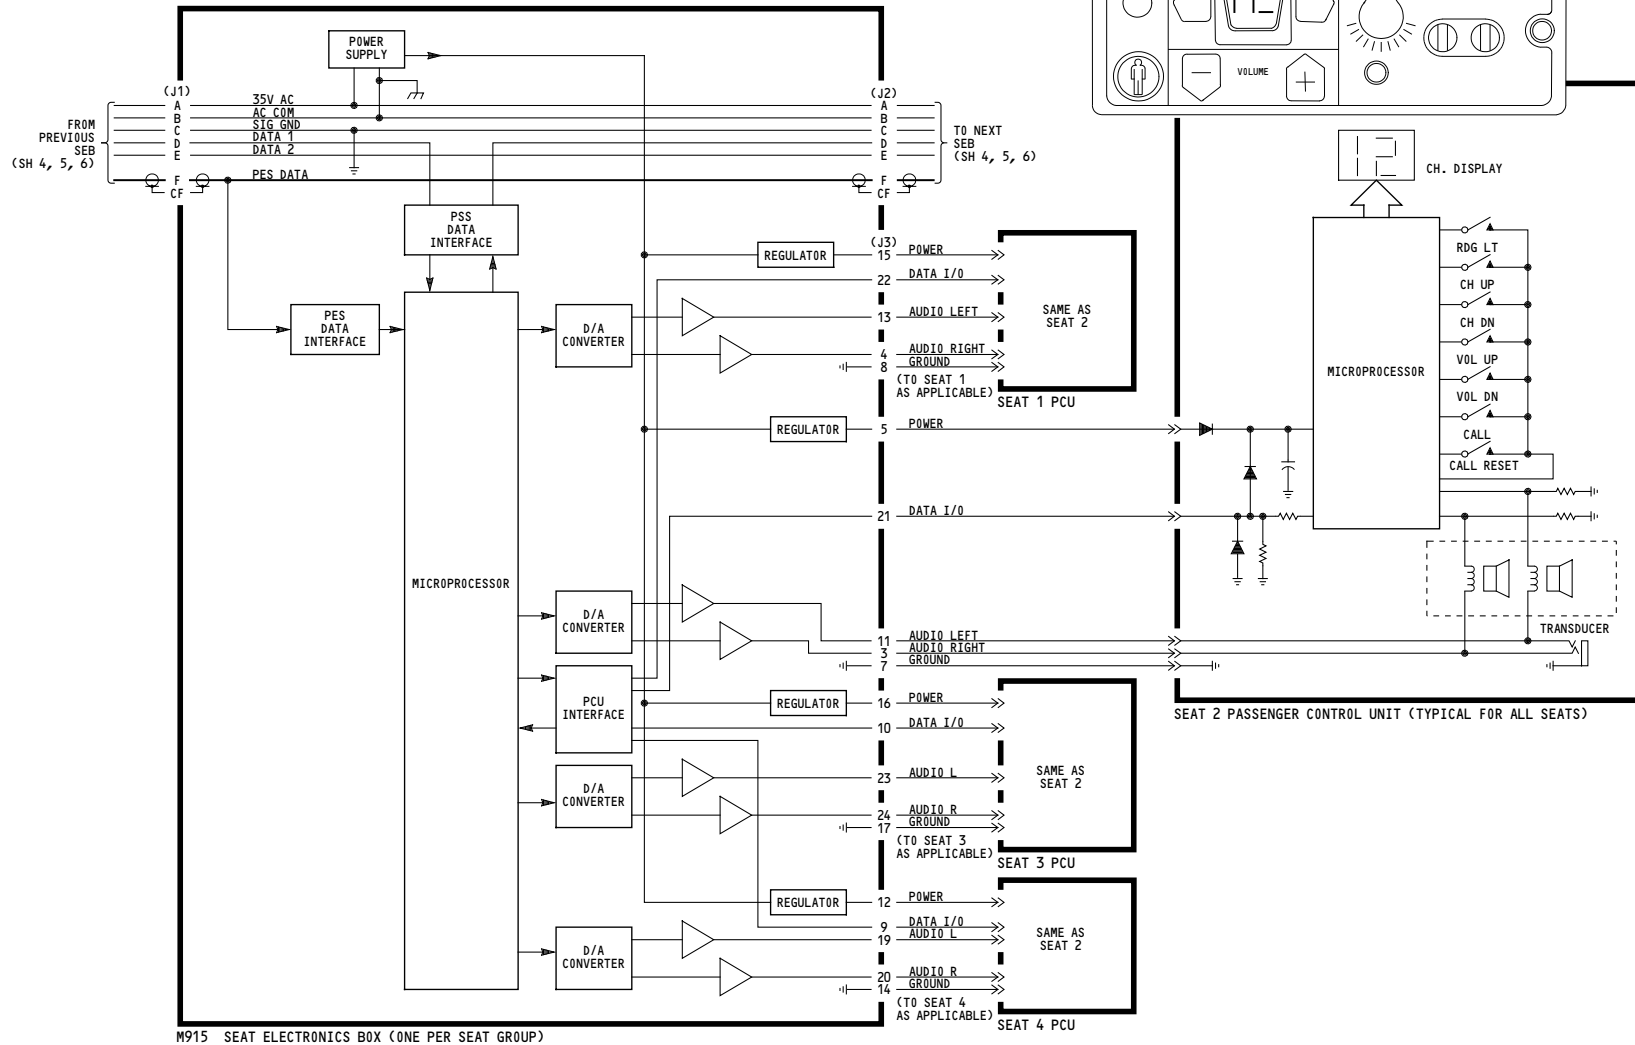 POWER
SUPPLY
(J1)
A
B
C
D
E
F
CF
35V AC
AC COM
SIG GND
DATA 1
DATA 2
PES DATA
FROM
PREVIOUS
SEB
(SH 4, 5, 6)
(J2)
A
B
C
D
E
F
CF
TO NEXT
SEB
(SH 4, 5, 6)
PSS
DATA
INTERFACE
PES
DATA
INTERFACE
MICROPROCESSOR
D/A
CONVERTER
D/A
CONVERTER
PCU
INTERFACE
D/A
CONVERTER
D/A
CONVERTER
REGULATOR
REGULATOR
REGULATOR
REGULATOR
(J3)
15 POWER
22 DATA I/O
13 AUDIO LEFT
4 AUDIO RIGHT
8 GROUND
(TO SEAT 1
AS APPLICABLE)
SAME AS
SEAT 2
SEAT 1 PCU
5 POWER
21 DATA I/O
11 AUDIO LEFT
3 AUDIO RIGHT
7 GROUND
16 POWER
10 DATA I/O
23 AUDIO L
24 AUDIO R
17 GROUND
(TO SEAT 3
AS APPLICABLE)
SAME AS
SEAT 2
SEAT 3 PCU
12 POWER
9 DATA I/O
19 AUDIO L
20 AUDIO R
14 GROUND
(TO SEAT 4
AS APPLICABLE)
SAME AS
SEAT 2
SEAT 4 PCU
M915 SEAT ELECTRONICS BOX (ONE PER SEAT GROUP)
VOLUME
12
CH. DISPLAY
MICROPROCESSOR
RDG LT
CH UP
CH DN
VOL UP
VOL DN
CALL
CALL RESET
TRANSDUCER
SEAT 2 PASSENGER CONTROL UNIT (TYPICAL FOR ALL SEATS)